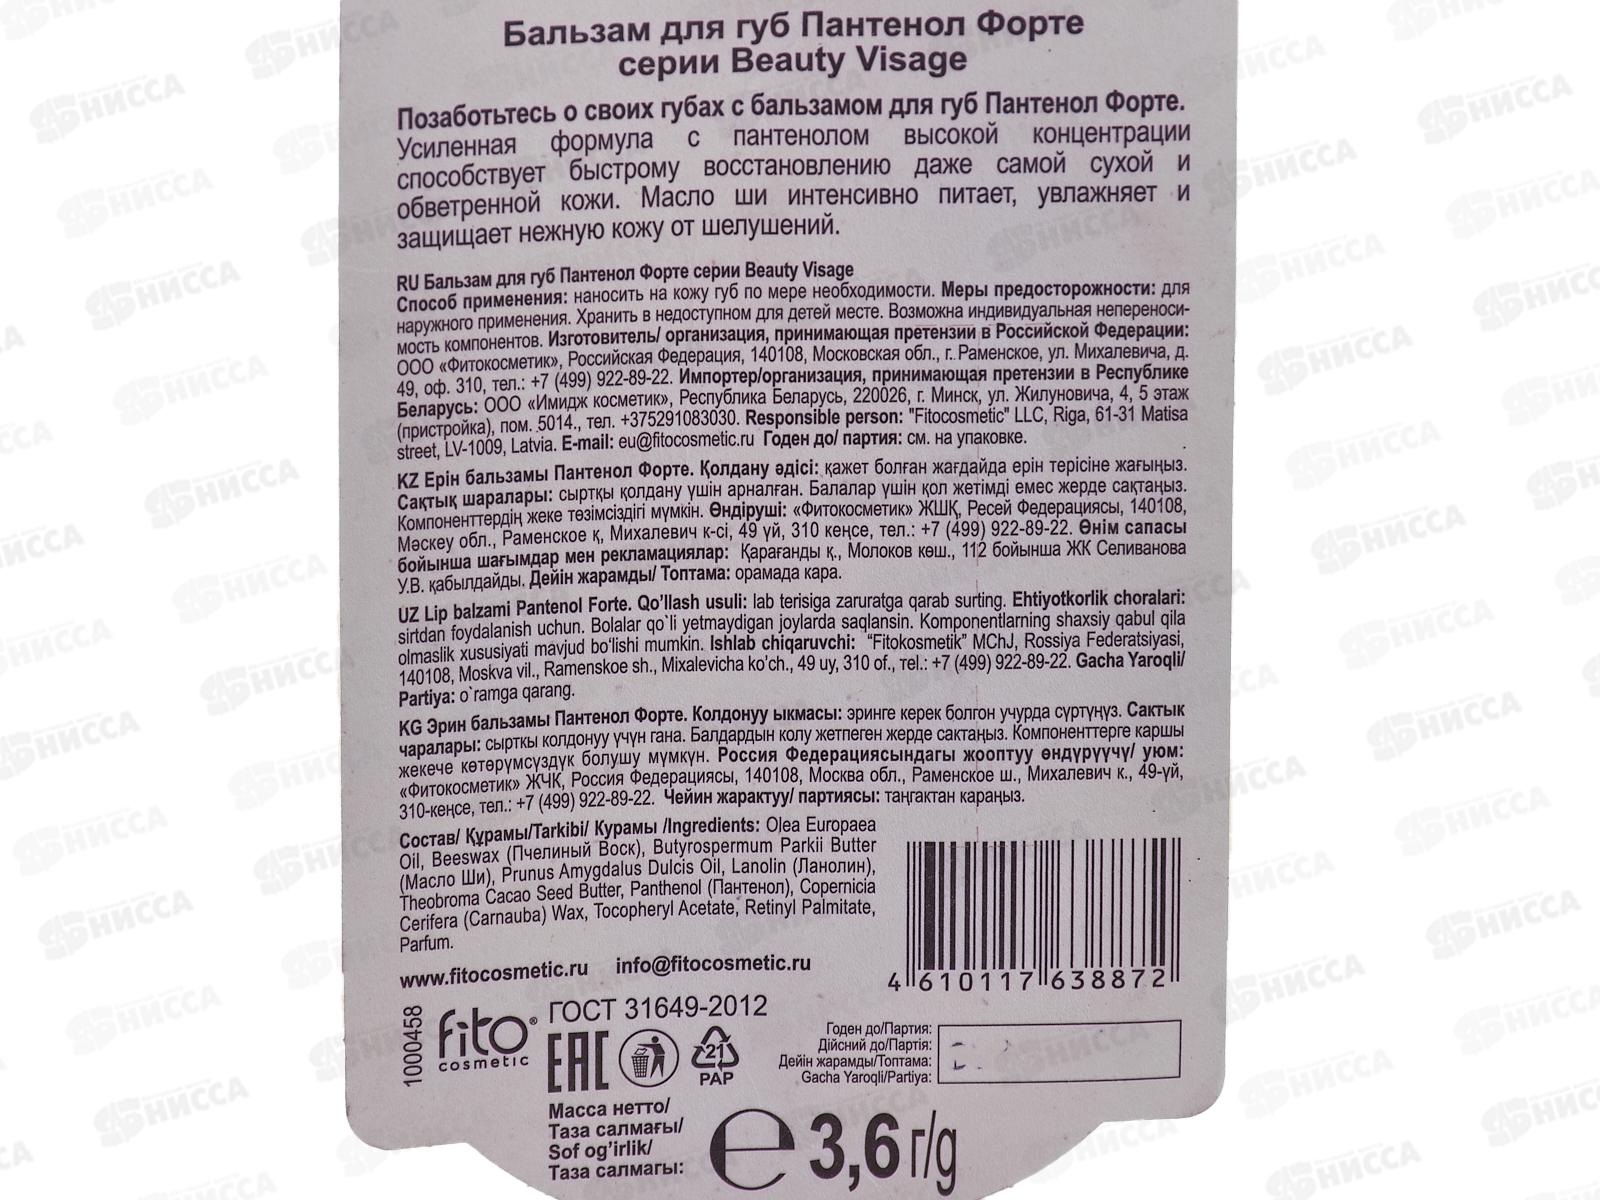 Бальзам для губ Пантенол Форте
серии Beauty Visage
Позаботьтесь о своих губах с бальзамом для губ Пантенол Форте.
Усиленная формула с пантенолом высокой концентрации
способствует быстрому восстановлению даже самой сухой и
обветренной кожи. Масло ши интенсивно питает, увлажняет и
защищает нежную кожу от шелушений.
RU Бальзам для губ Пантенол Форте серии Beauty Visage
Способ применения: наносить на кожу губ по мере необходимости. Меры предосторожности: для
наружного применения. Хранить в недоступном для детей месте. Возможна индивидуальная непереноси-
мость компонентов. Изготовитель/ организация, принимающая претензии в Российской Федерации:
ООО «Фитокосметик», Российская Федерация, 140108, Московская обл., г. Раменское, ул. Михалевича, д.
49, оф. 310, тел.: +7 (499) 922-89-22. Импортер/организация, принимающая претензии в Республике
Беларусь: ООО «Имидж косметик», Республика Беларусь, 220026, г. Минск, ул. Жилуновича, 4, 5 этаж
(пристройка), пом. 5014., тел. +375291083030. Responsible person: "Fitocosmetic" LLC, Riga, 61-31 Matisa
street, LV-1009, Latvia. E-mail: eu@fitocosmetic.ru Годен до/ партия: см. на упаковке.
KZ Ерін бальзамы Пантенол Форте. Қолдану әдісі: қажет болған жағдайда ерін терісіне жағыңыз.
Сақтық шаралары: сыртқы қолдану үшін арналған. Балалар үшін қол жетімді емес жерде сақтаңыз.
Компоненттердің жеке төзімсіздігі мүмкін. Өндіруші: «Фитокосметик» ЖШҚ, Ресей Федерациясы, 140108,
Мәскеу обл., Раменское қ, Михалевич к-сі, 49 үй, 310 кеңсе, тел.: +7 (499) 922-89-22. Өнім сапасы
бойынша шағымдар мен рекламациялар: Қарағанды қ., Молоков көш., 112 бойынша ЖК Селиванова
У.В. қабылдайды. Дейін жарамды/ Топтама: орамада қара.
UZ Lip balzami Pantenol Forte. Qo'llash usuli: lab terisiga zaruratga qarab surting. Ehtiyotkorlik choralari:
sirtdan foydalanish uchun. Bolalar qo`li yetmaydigan joylarda saqlansin. Komponentlarning shaxsiy qabul qila
olmaslik xususiyati mavjud bo'lishi mumkin. Ishlab chiqaruvchi: "Fitokosmetik" MChJ, Rossiya Federatsiyasi,
140108, Moskva vil., Ramenskoe sh., Mixalevicha ko'ch., 49 uy, 310 of., tel.: +7 (499) 922-89-22. Gacha Yaroqli/
Partiya: o`ramga qarang.
KG Эрин бальзамы Пантенол Форте. Колдонуу ыкмасы: эринге керек болгон учурда сүртүңүз. Сактык
чаралары: сырткы колдонуу үчүн гана. Балдардын колу жетпеген жерде сактаңыз. Компоненттерге каршы
жекече көтөрүмсүздүк болушу мүмкүн. Россия Федерациясындагы жооптуу өндүрүүчү/ уюм:
«Фитокосметик» ЖЧК, Россия Федерациясы, 140108, Москва обл., Раменское ш., Михалевич к., 49-үй,
310-кеңсе, тел.: +7 (499) 922-89-22. Чейин жарактуу/ партиясы: таңгактан караңыз.
Состав/ Құрамы/Tarkibi/ Курамы /Ingredients: Olea Europaea
Oil, Beeswax (Пчелиный Воск), Butyrospermum Parkii Butter
(Масло Ши), Prunus Amygdalus Dulcis Oil, Lanolin (Ланолин),
Theobroma Cacao Seed Butter, Panthenol (Пантенол), Copernicia
Cerifera (Carnauba) Wax, Tocopheryl Acetate, Retinyl Palmitate,
Parfum.
www.fitocosmetic.ru info@fitocosmetic.ru
4 610117 638872
1000458
fito®
cosmetic
ГОСТ 31649-2012
EAC
21
PAP
Годен до/Партия:
Дійсний до/Партія:
Дейін жарамды/Топтама:
Gacha Yaroqli/Partiya:
Масса нетто/
Таза салмағы/
Sof og'irlik/
Таза салмагы:
℮ 3,6 г/g